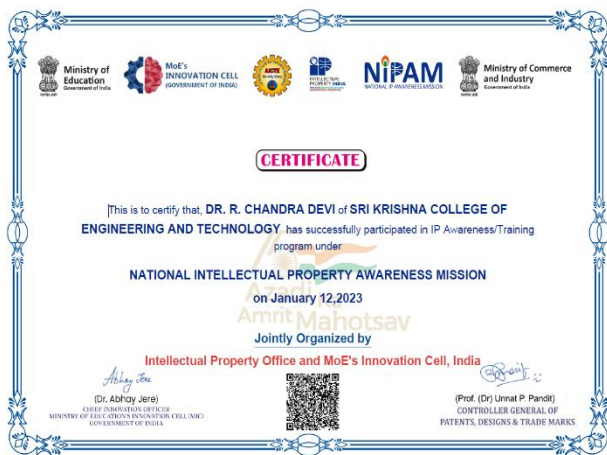 Ministry of
Education
Government of India
MoE's
INNOVATION CELL
(GOVERNMENT OF INDIA)
AICTE
INTELLECTUAL
PROPERTY INDIA
NiPAM
NATIONAL IP AWARENESS MISSION
Ministry of Commerce
and Industry
Government of India
CERTIFICATE
This is to certify that, DR. R. CHANDRA DEVI of SRI KRISHNA COLLEGE OF
ENGINEERING AND TECHNOLOGY has successfully participated in IP Awareness/Training
program under
NATIONAL INTELLECTUAL PROPERTY AWARENESS MISSION
on January 12,2023
Azadi Ka
Amrit Mahotsav
Jointly Organized by
Intellectual Property Office and MoE's Innovation Cell, India
Abhay Jere
(Dr. Abhay Jere)
CHIEF INNOVATION OFFICER
MINISTRY OF EDUCATION'S INNOVATION CELL (MIC)
GOVERNMENT OF INDIA
(Prof. (Dr) Unnat P. Pandit)
CONTROLLER GENERAL OF
PATENTS, DESIGNS & TRADE MARKS